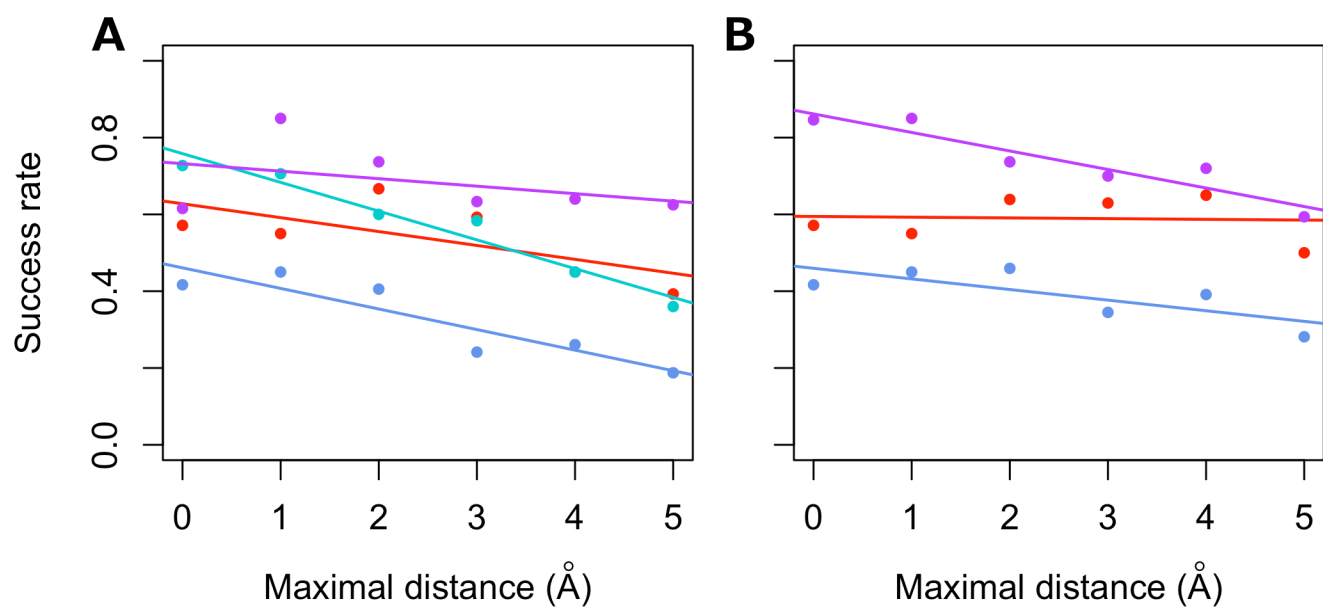 A
B
Success rate
0.8
0.4
0.0
0 1 2 3 4 5
0 1 2 3 4 5
Maximal distance (Å)
Maximal distance (Å)